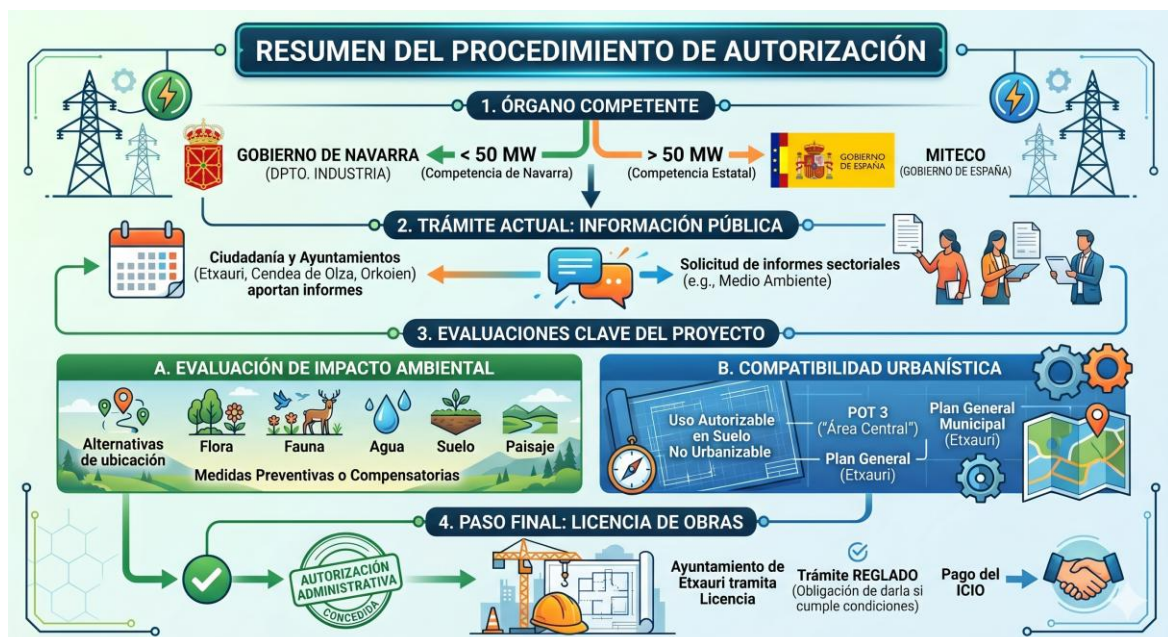 RESUMEN DEL PROCEDIMIENTO DE AUTORIZACIÓN
1. ÓRGANO COMPETENTE
GOBIERNO DE NAVARRA
(DPTO. INDUSTRIA)
< 50 MW
(Competencia de Navarra)
> 50 MW
(Competencia Estatal)
GOBIERNO
DE ESPAÑA
MITECO
(GOBIERNO DE ESPAÑA)
2. TRÁMITE ACTUAL: INFORMACIÓN PÚBLICA
Ciudadanía y Ayuntamientos
(Etxauri, Cendea de Olza, Orkoien)
aportan informes
Solicitud de informes sectoriales
(e.g., Medio Ambiente)
3. EVALUACIONES CLAVE DEL PROYECTO
A. EVALUACIÓN DE IMPACTO AMBIENTAL
Alternativas
de ubicación
Flora
Fauna
Agua
Suelo
Paisaje
Medidas Preventivas o Compensatorias
B. COMPATIBILIDAD URBANÍSTICA
Uso Autorizable
en Suelo
No Urbanizable
POT 3
("Área Central")
Plan General
(Etxauri)
Plan General
Municipal
(Etxauri)
4. PASO FINAL: LICENCIA DE OBRAS
AUTORIZACIÓN
ADMINISTRATIVA
CONCEDIDA
Ayuntamiento de
Etxauri tramita
Licencia
Trámite REGLADO
(Obligación de darla si
cumple condiciones)
Pago del
ICIO